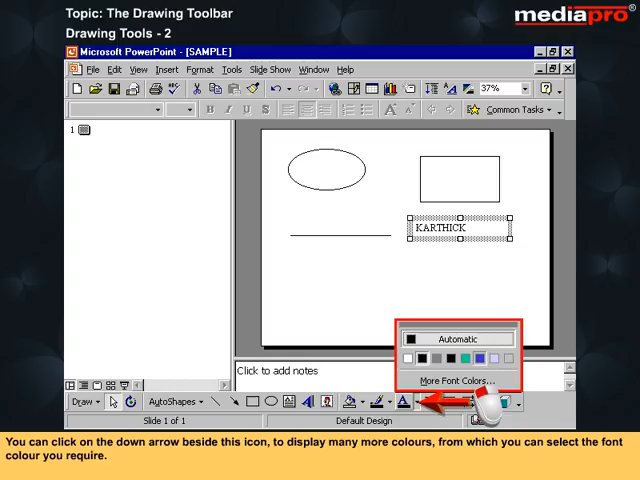 Topic: The Drawing Toolbar
mediapro®
Drawing Tools - 2
Microsoft PowerPoint - [SAMPLE]
File Edit View Insert Format Tools Slide Show Window Help
37%
B I U S Common Tasks
1
KARTHICK
Automatic
More Font Colors...
Click to add notes
Draw AutoShapes
Slide 1 of 1 Default Design
You can click on the down arrow beside this icon, to display many more colours, from which you can select the font
colour you require.